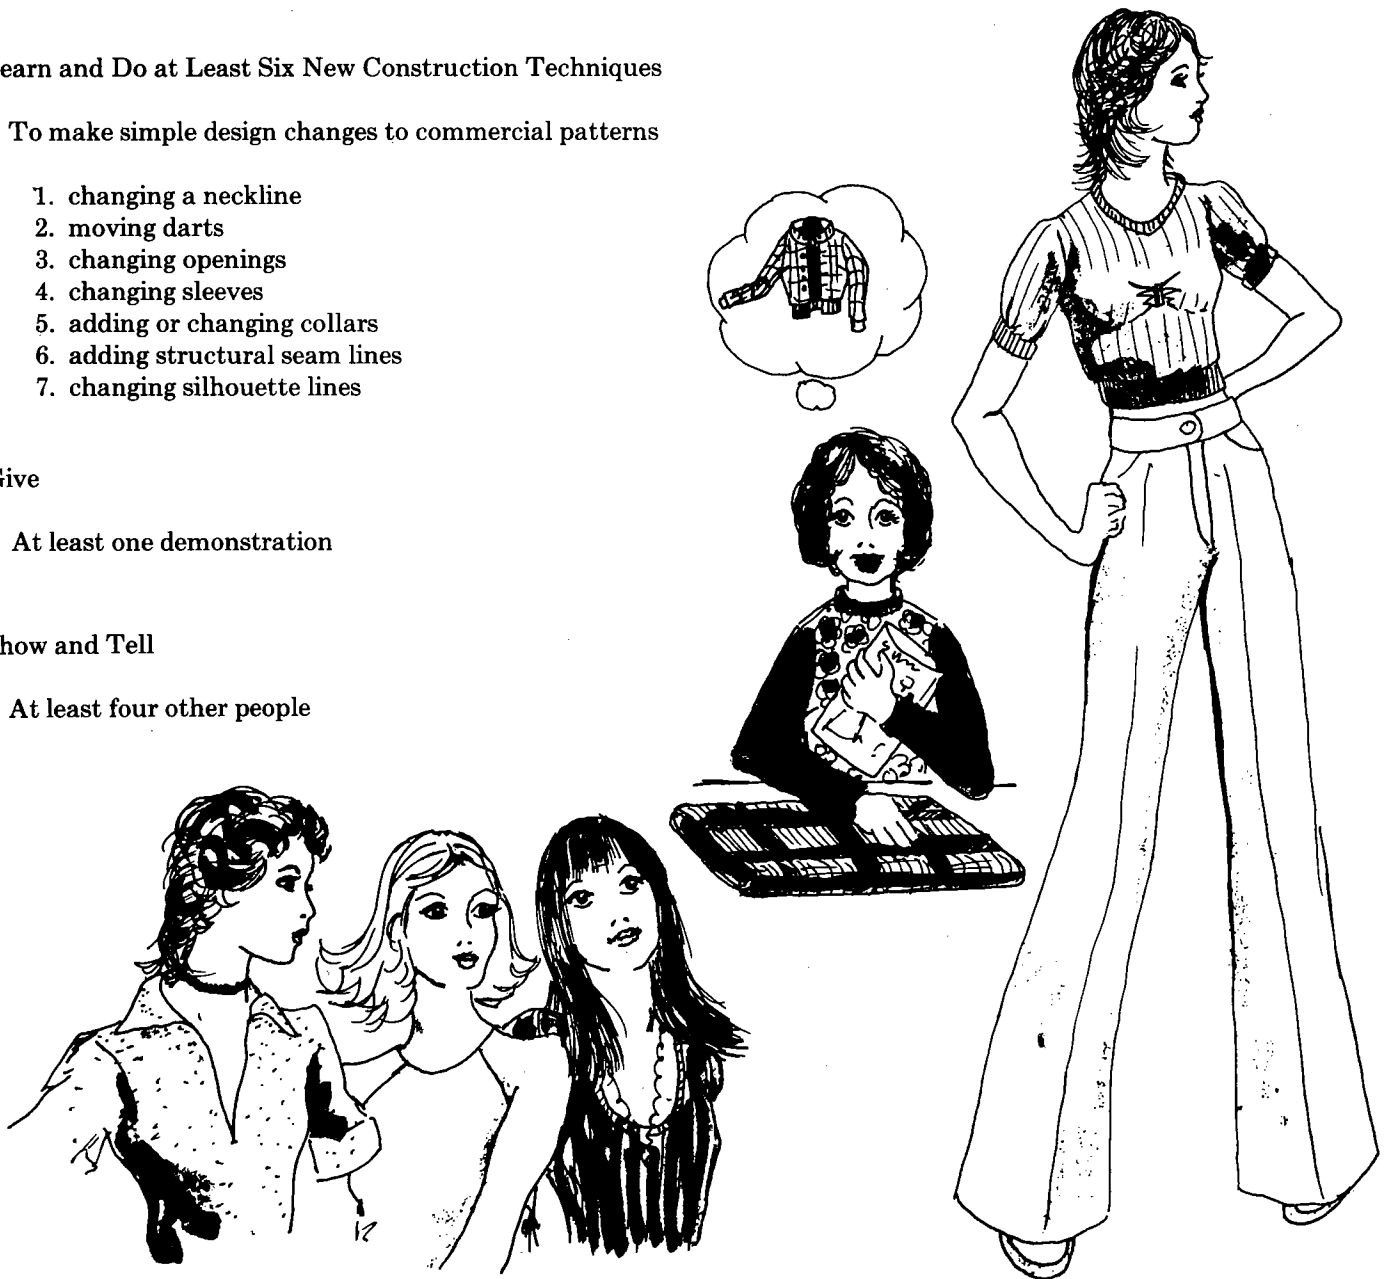 earn and Do at Least Six New Construction Techniques
To make simple design changes to commercial patterns
1. changing a neckline
2. moving darts
3. changing openings
4. changing sleeves
5. adding or changing collars
6. adding structural seam lines
7. changing silhouette lines
ive
At least one demonstration
how and Tell
At least four other people